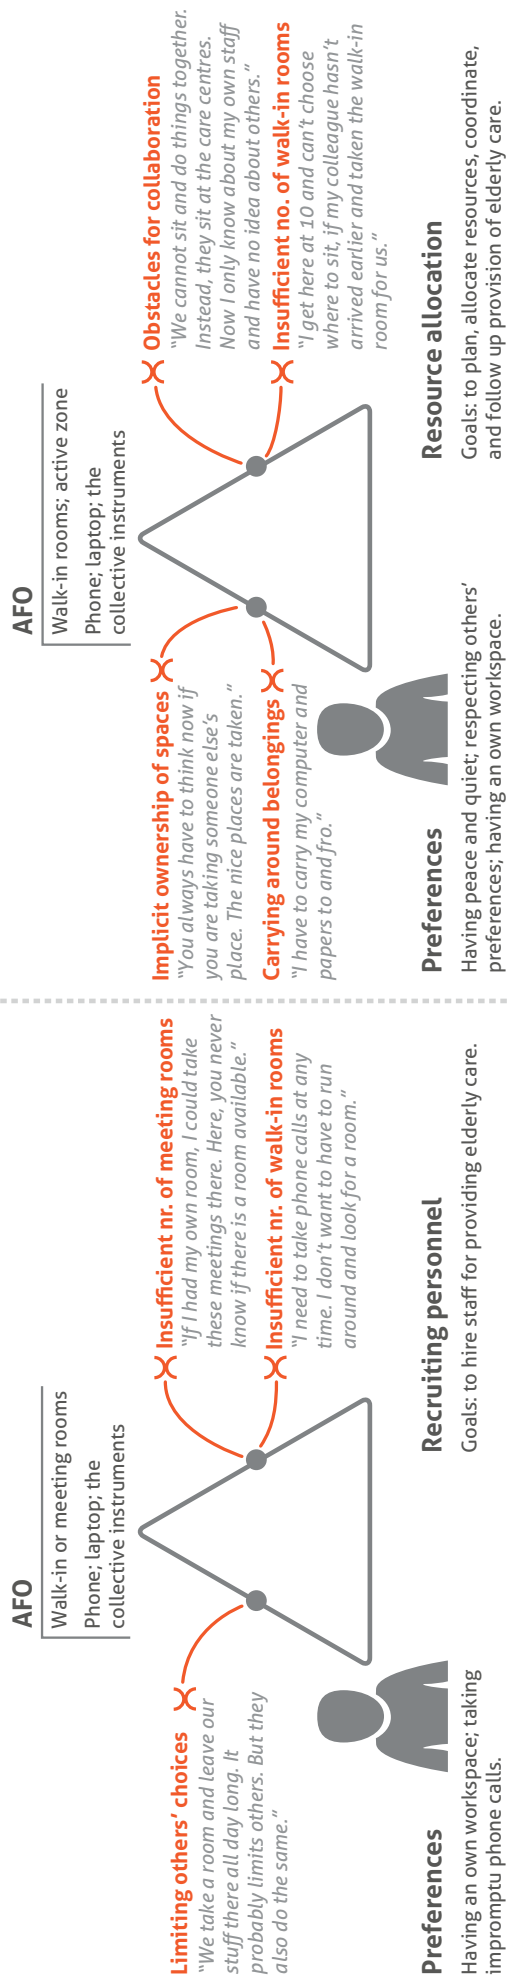 AFO
Walk-in or meeting rooms
Phone; laptop; the
collective instruments
Limiting others’ choices
“We take a room and leave our
stuff there all day long. It
probably limits others. But they
also do the same.”
Insufficient nr. of meeting rooms
“If I had my own room, I could take
these meetings there. Here, you never
know if there is a room available.”
Insufficient nr. of walk-in rooms
“I need to take phone calls at any
time. I don’t want to have to run
around and look for a room.”
Preferences
Having an own workspace; taking
impromptu phone calls.
Recruiting personnel
Goals: to hire staff for providing elderly care.
AFO
Walk-in rooms; active zone
Phone; laptop; the
collective instruments
Implicit ownership of spaces
“You always have to think now if
you are taking someone else’s
place. The nice places are taken.”
Carrying around belongings
“I have to carry my computer and
papers to and fro.”
Obstacles for collaboration
“We cannot sit and do things together.
Instead, they sit at the care centres.
Now I only know about my own staff
and have no idea about others.”
Insufficient no. of walk-in rooms
“I get here at 10 and can’t choose
where to sit, if my colleague hasn’t
arrived earlier and taken the walk-in
room for us.”
Preferences
Having peace and quiet; respecting others’
preferences; having an own workspace.
Resource allocation
Goals: to plan, allocate resources, coordinate,
and follow up provision of elderly care.